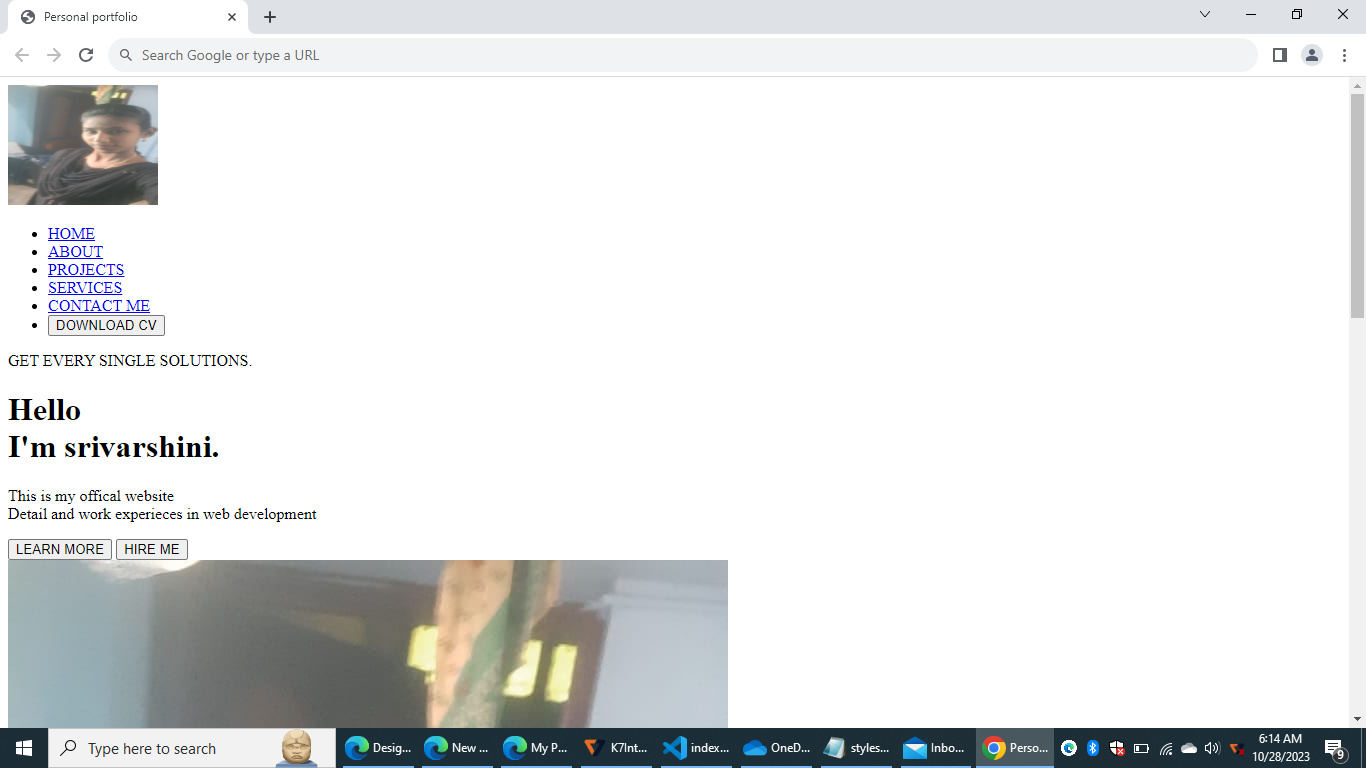 Personal portfolio
Search Google or type a URL
HOME
ABOUT
PROJECTS
SERVICES
CONTACT ME
DOWNLOAD CV
GET EVERY SINGLE SOLUTIONS.
Hello
I'm srivarshini.
This is my offical website
Detail and work experieces in web development
LEARN MORE HIRE ME
Type here to search
Desig...
New ...
My P...
K7Int...
index...
OneD...
styles...
Inbo...
Perso...
6:14 AM
10/28/2023
9